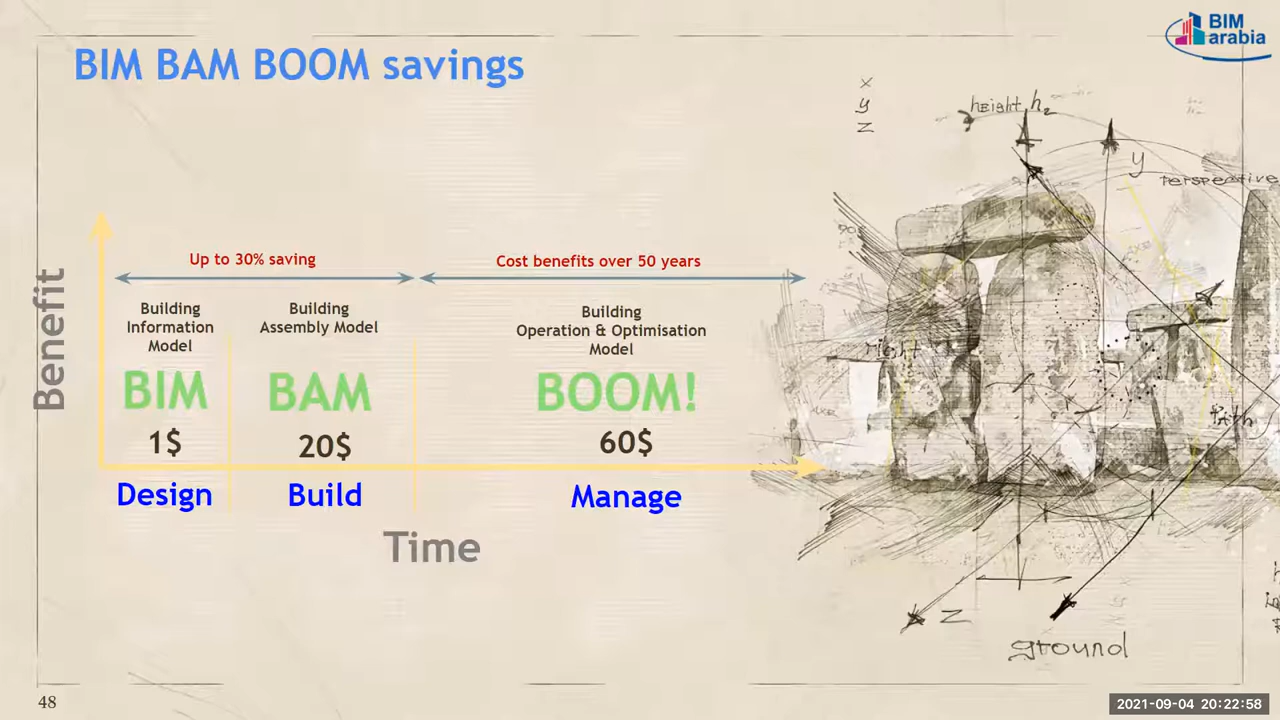 BIM
arabia
BIM BAM BOOM savings
x
y
z
height h₂
y
perspective
Benefit
Up to 30% saving
Cost benefits over 50 years
Building
Information
Model
Building
Assembly Model
Building
Operation & Optimisation
Model
BIM
BAM
BOOM!
1$
20$
60$
Design
Build
Manage
Time
z
ground
48
2021-09-04 20:22:58